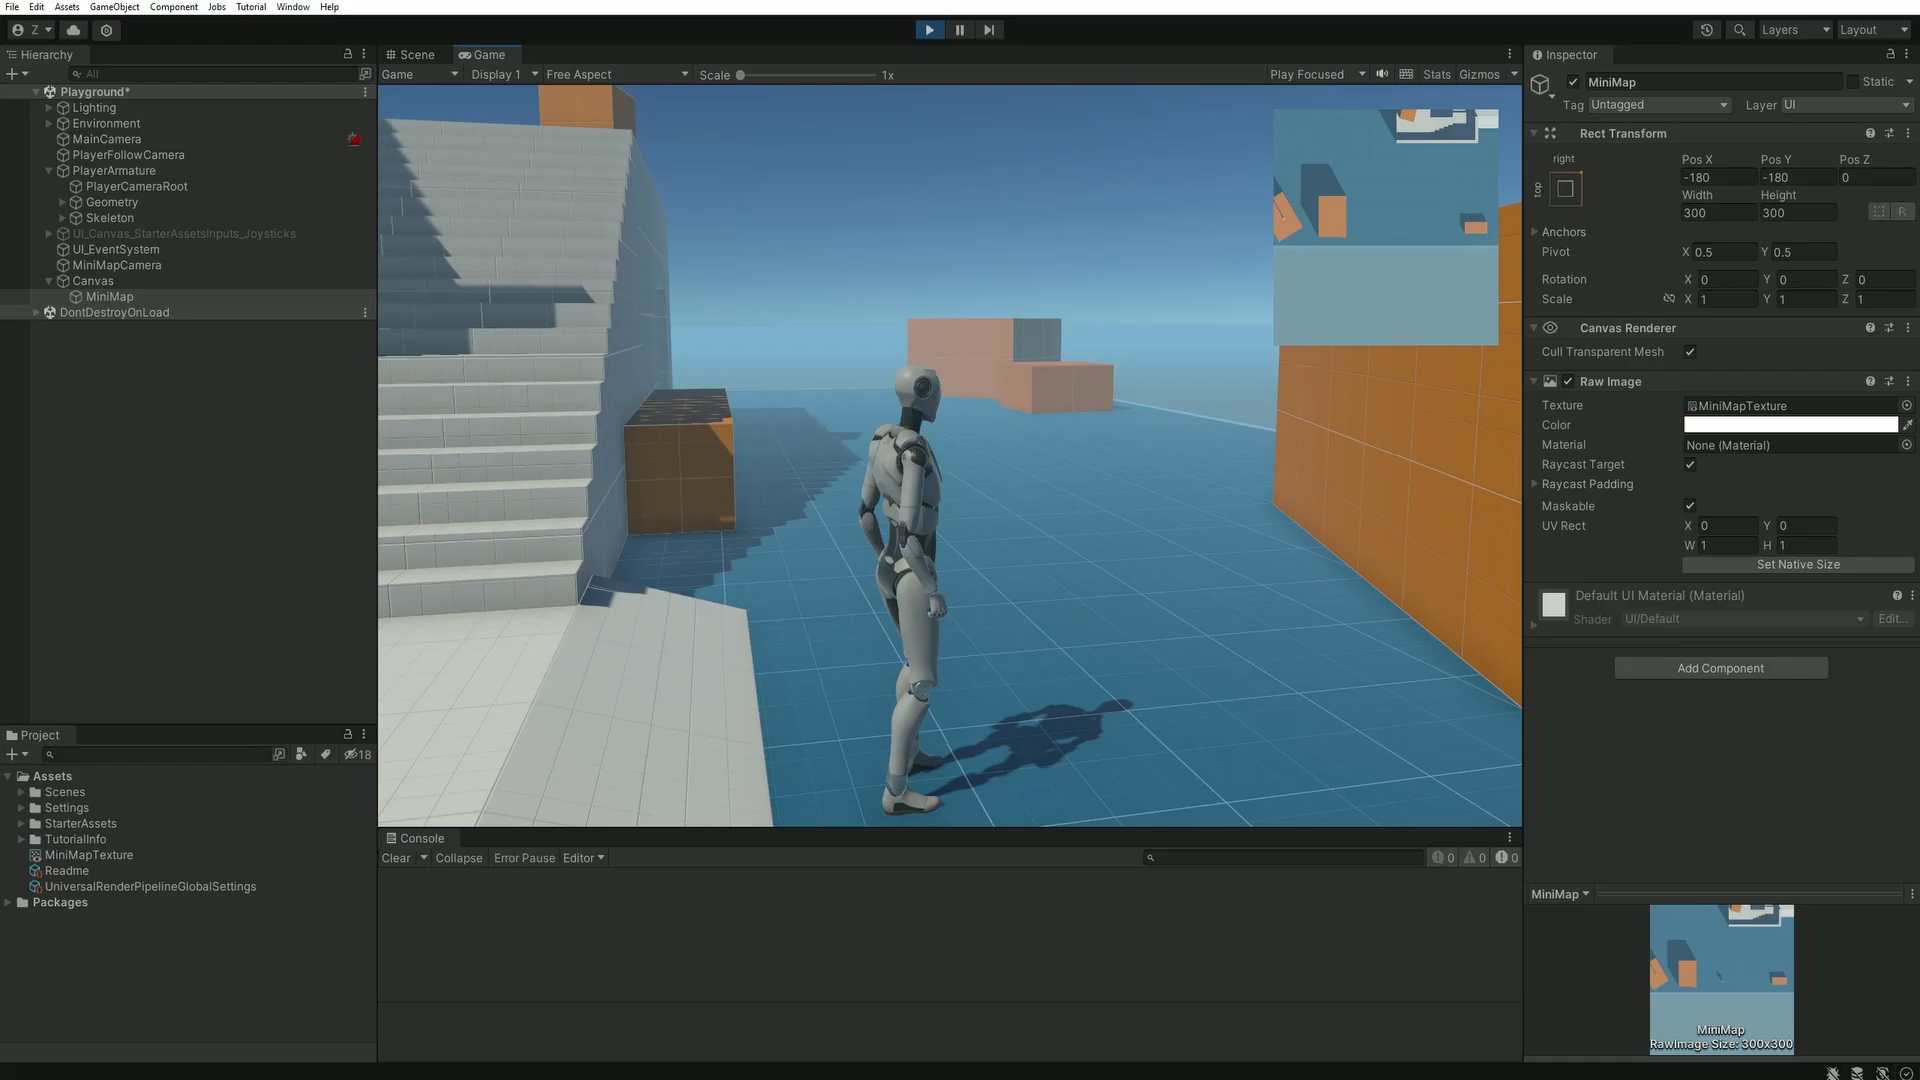 File Edit Assets GameObject Component Jobs Tutorial Window Help
Z Layers Layout
Hierarchy
All
Playground*
Lighting
Environment
MainCamera
PlayerFollowCamera
PlayerArmature
PlayerCameraRoot
Geometry
Skeleton
UI_Canvas_StarterAssetsInputs_Joysticks
UI_EventSystem
MiniMapCamera
Canvas
MiniMap
DontDestroyOnLoad
Scene Game
Game Display 1 Free Aspect Scale 1x Play Focused Stats Gizmos
Inspector
MiniMap Static
Tag Untagged Layer UI
Rect Transform
right
top
Pos X Pos Y Pos Z
-180 -180 0
Width Height
300 300 R
Anchors
Pivot X 0.5 Y 0.5
Rotation X 0 Y 0 Z 0
Scale X 1 Y 1 Z 1
Canvas Renderer
Cull Transparent Mesh
Raw Image
Texture MiniMapTexture
Color
Material None (Material)
Raycast Target
Raycast Padding
Maskable
UV Rect X 0 Y 0
W 1 H 1
Set Native Size
Default UI Material (Material)
Shader UI/Default Edit...
Add Component
Project
18
Assets
Scenes
Settings
StarterAssets
TutorialInfo
MiniMapTexture
Readme
UniversalRenderPipelineGlobalSettings
Packages
Console
Clear Collapse Error Pause Editor 0 0 0
MiniMap
MiniMap
RawImage Size: 300x300